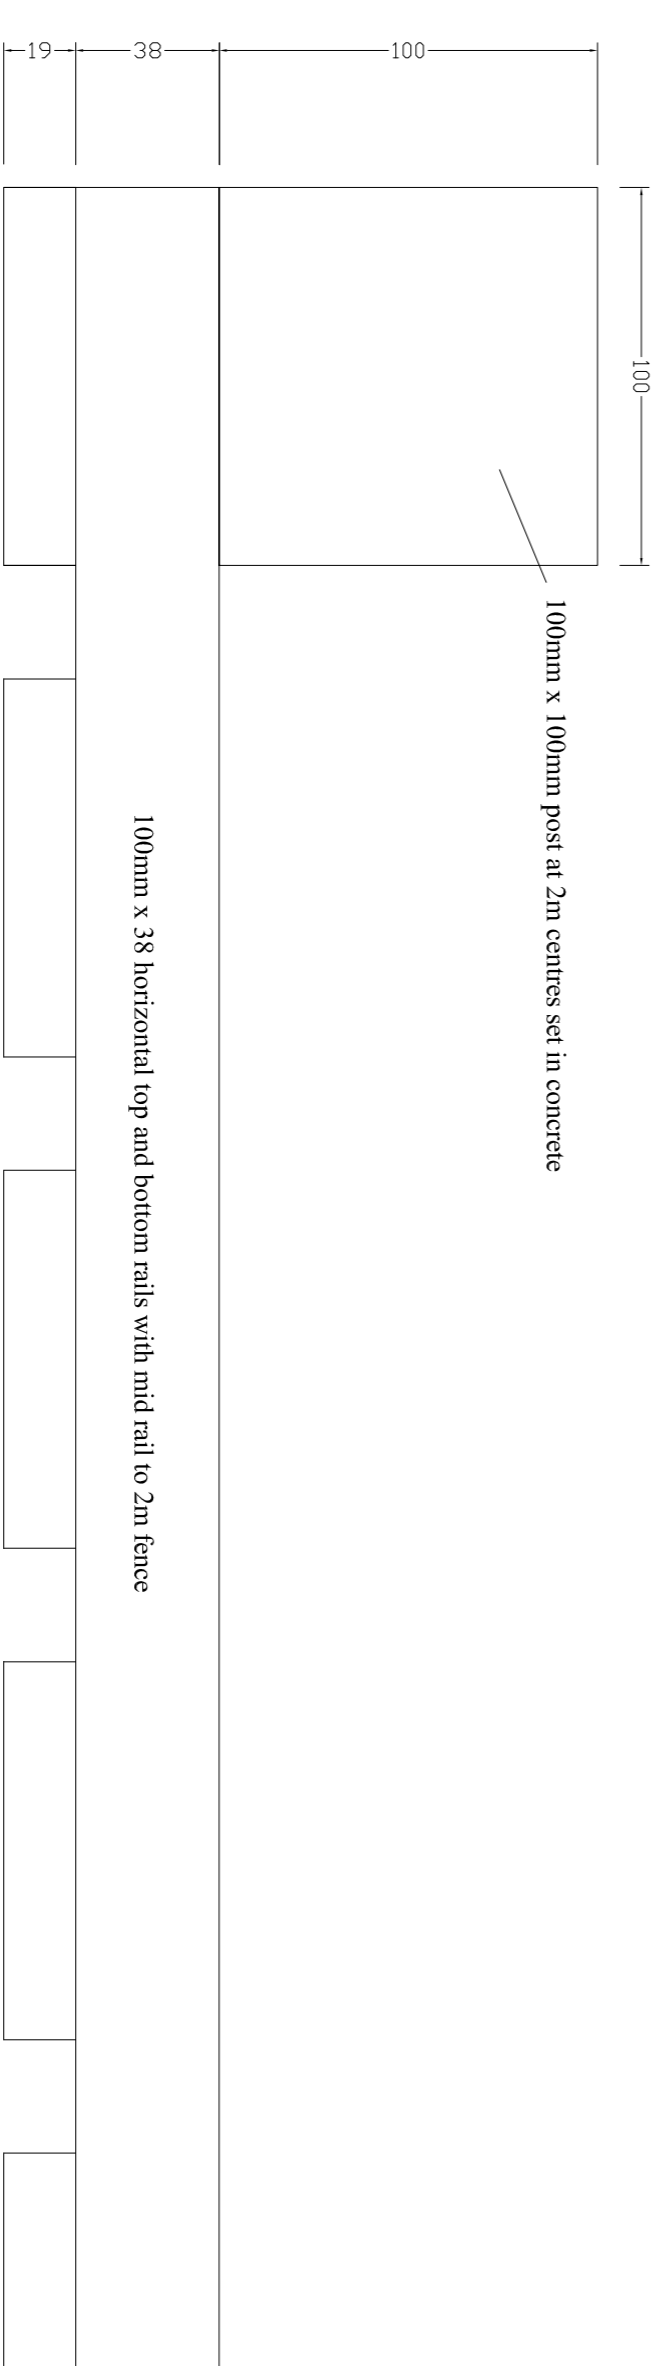 19
38
100
100
100mm x 100mm post at 2m centres set in concrete
100mm x 38 horizontal top and bottom rails with mid rail to 2m fence